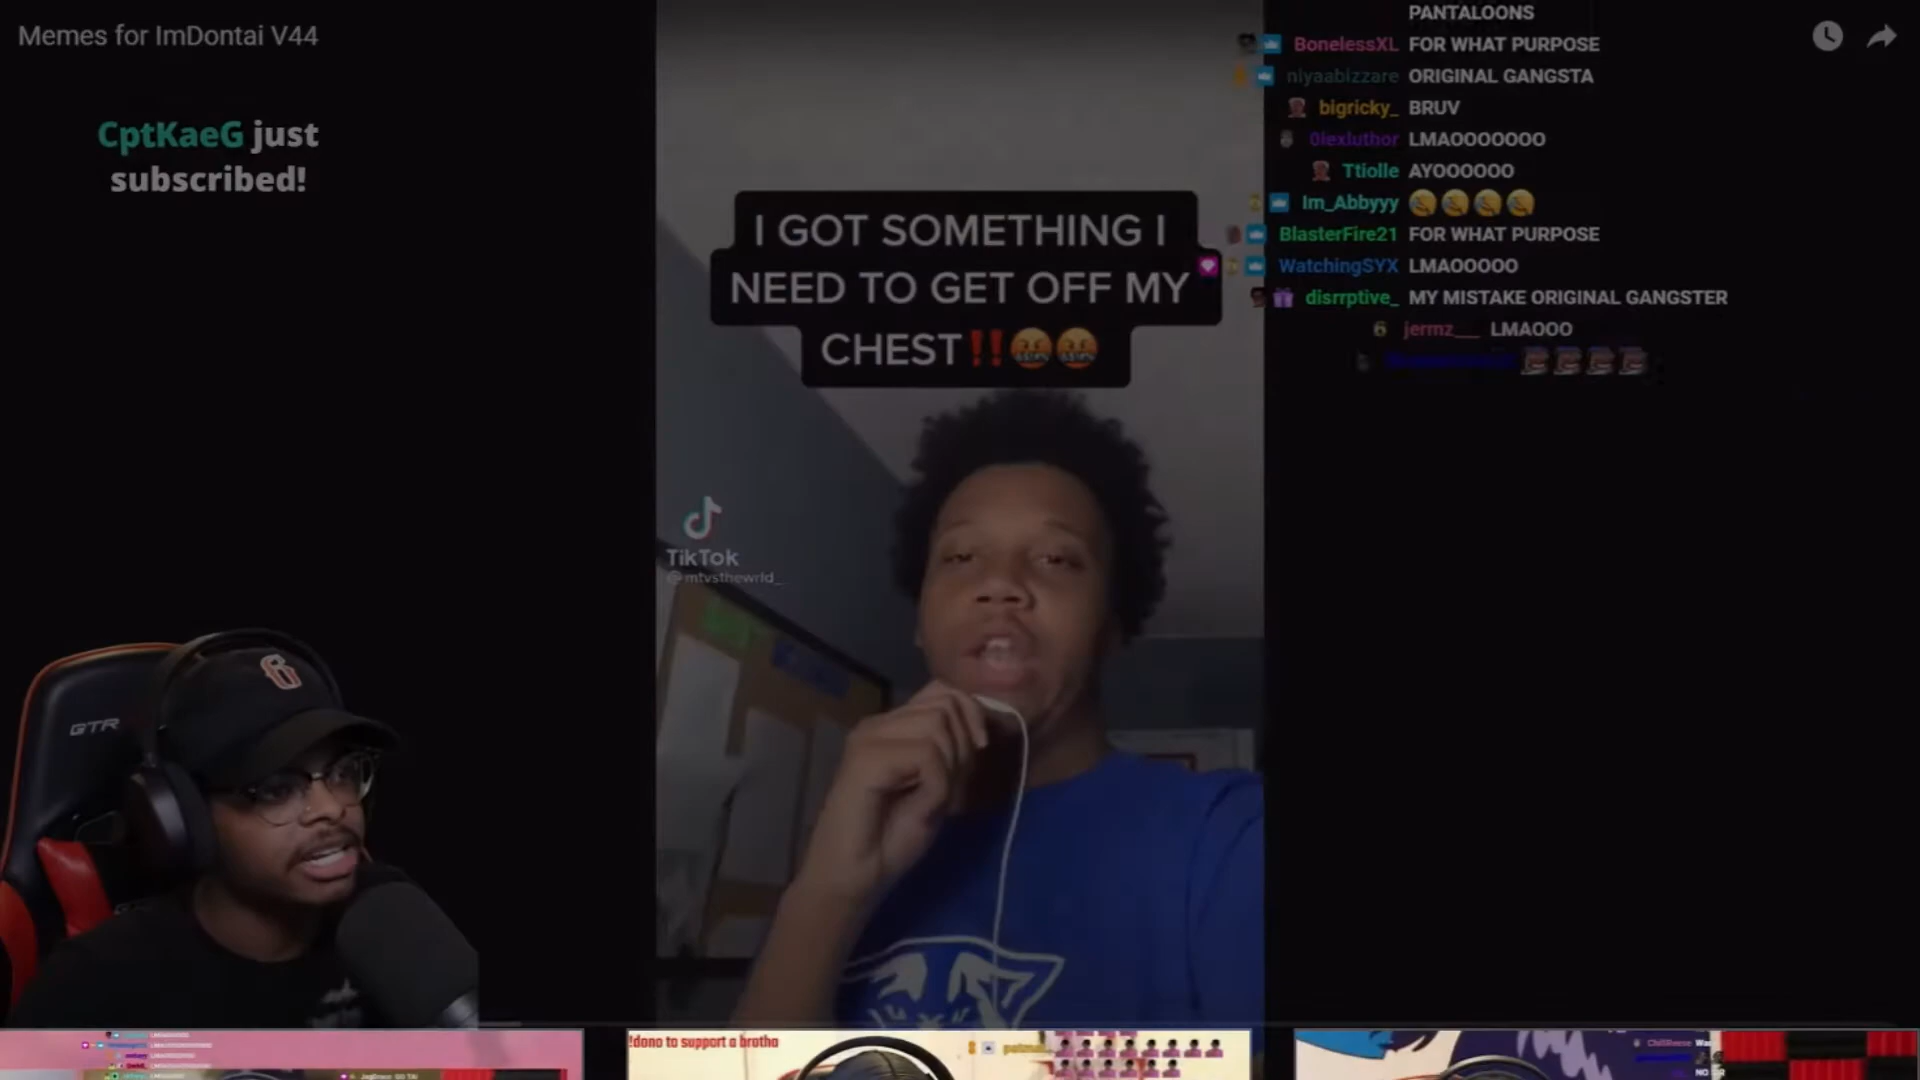 Memes for ImDontai V44
CptKaeG just
subscribed!
I GOT SOMETHING I
NEED TO GET OFF MY
CHEST‼️🤬🤬
TikTok
@mtvsthewrld_
GTR
PANTALOONS
BonelessXL FOR WHAT PURPOSE
niyaabizzare ORIGINAL GANGSTA
bigricky_ BRUV
0lexluthor LMAOOOOOOO
Ttiolle AYOOOOOO
Im_Abbyyy
BlasterFire21 FOR WHAT PURPOSE
WatchingSYX LMAOOOOO
disrrptive_ MY MISTAKE ORIGINAL GANGSTER
6 jermz___ LMAOOO
!dono to support a brotha